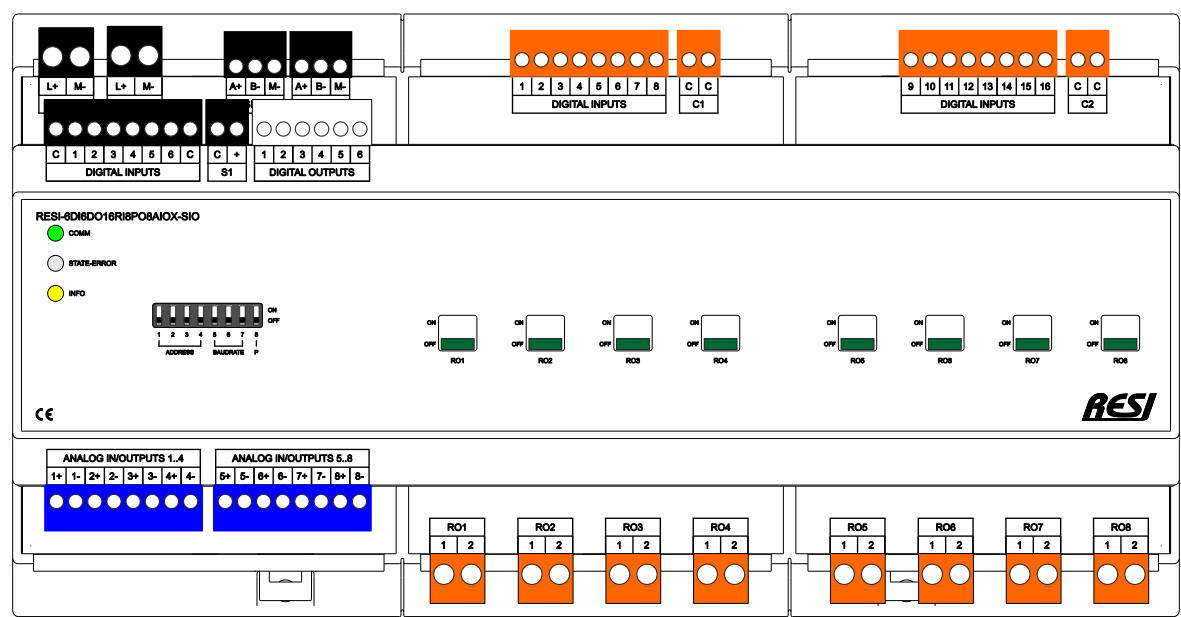 L+ M- L+ M- A+ B- M- A+ B- M-
1 2 3 4 5 6 7 8 C C
DIGITAL INPUTS C1
9 10 11 12 13 14 15 16 C C
DIGITAL INPUTS C2
C 1 2 3 4 5 6 C C + 1 2 3 4 5 6
DIGITAL INPUTS S1 DIGITAL OUTPUTS
RESI-6DI6DO16RI8PO8AIOX-SIO
COMM
STATE-ERROR
INFO
ON
OFF
1 2 3 4 5 6 7 8
ADDRESS BAUDRATE P
ON ON ON ON ON ON ON ON
OFF OFF OFF OFF OFF OFF OFF OFF
RO1 RO2 RO3 RO4 RO5 RO6 RO7 RO8
CE
RESI
ANALOG IN/OUTPUTS 1..4 ANALOG IN/OUTPUTS 5..8
1+ 1- 2+ 2- 3+ 3- 4+ 4- 5+ 5- 6+ 6- 7+ 7- 8+ 8-
RO1 RO2 RO3 RO4 RO5 RO6 RO7 RO8
1 2 1 2 1 2 1 2 1 2 1 2 1 2 1 2